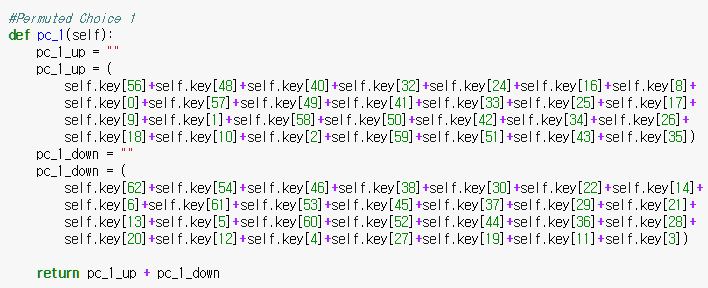 #Permuted Choice 1
def pc_1(self):
    pc_1_up = ""
    pc_1_up = (
        self.key[56]+self.key[48]+self.key[40]+self.key[32]+self.key[24]+self.key[16]+self.key[8]+
        self.key[0]+self.key[57]+self.key[49]+self.key[41]+self.key[33]+self.key[25]+self.key[17]+
        self.key[9]+self.key[1]+self.key[58]+self.key[50]+self.key[42]+self.key[34]+self.key[26]+
        self.key[18]+self.key[10]+self.key[2]+self.key[59]+self.key[51]+self.key[43]+self.key[35])
    pc_1_down = ""
    pc_1_down = (
        self.key[62]+self.key[54]+self.key[46]+self.key[38]+self.key[30]+self.key[22]+self.key[14]+
        self.key[6]+self.key[61]+self.key[53]+self.key[45]+self.key[37]+self.key[29]+self.key[21]+
        self.key[13]+self.key[5]+self.key[60]+self.key[52]+self.key[44]+self.key[36]+self.key[28]+
        self.key[20]+self.key[12]+self.key[4]+self.key[27]+self.key[19]+self.key[11]+self.key[3])
    return pc_1_up + pc_1_down